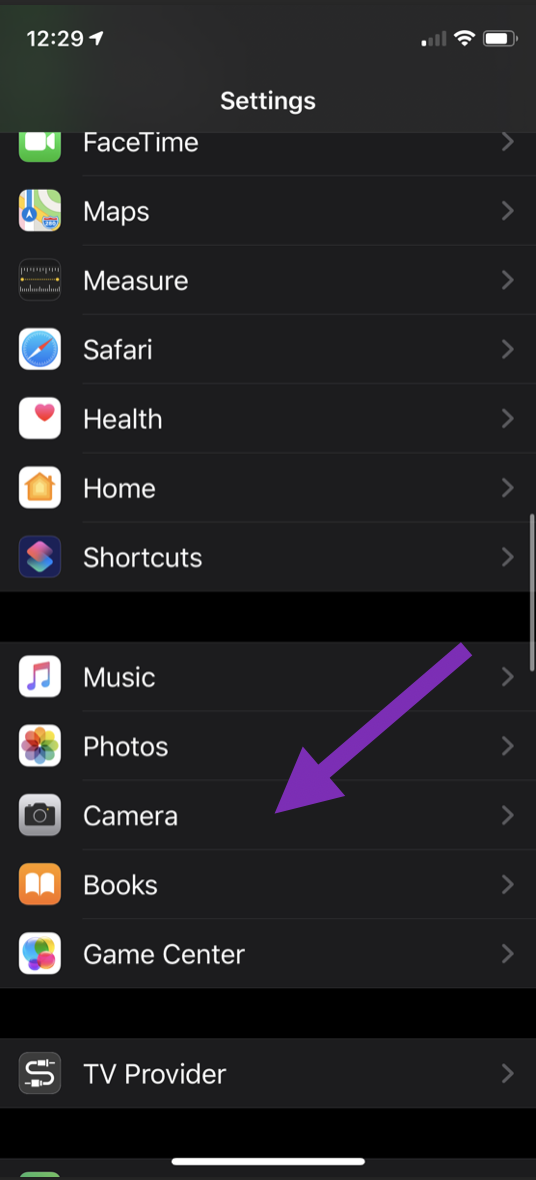 12:29
Settings
FaceTime
Maps
Measure
Safari
Health
Home
Shortcuts
Music
Photos
Camera
Books
Game Center
TV Provider